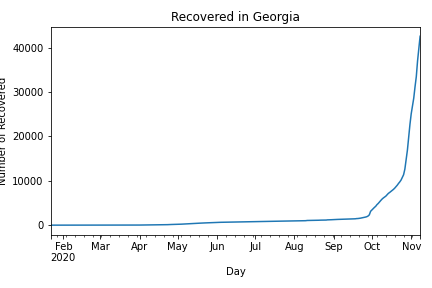 Recovered in Georgia
Number of Recovered
40000
30000
20000
10000
0
Feb Mar Apr May Jun Jul Aug Sep Oct Nov
2020
Day